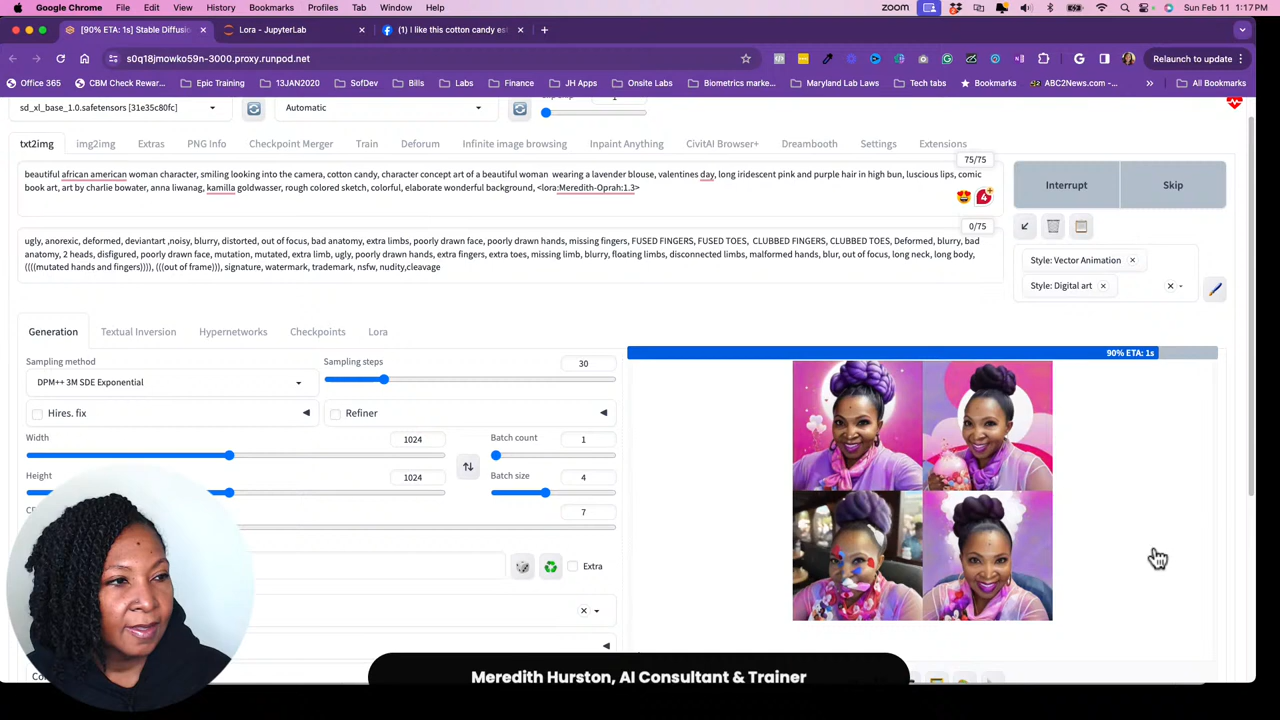 Google Chrome File Edit View History Bookmarks Profiles Tab Window Help zoom Sun Feb 11 1:17 PM
[90% ETA: 1s] Stable Diffusi Lora - JupyterLab (1) I like this cotton candy es
s0q18jmowko59n-3000.proxy.runpod.net Relaunch to update
Office 365 CBM Check Rewar... Epic Training 13JAN2020 SofDev Bills Labs Finance JH Apps Onsite Labs Biometrics marke... Maryland Lab Laws Tech tabs Bookmarks ABC2News.com -... All Bookmarks
sd_xl_base_1.0.safetensors [31e35c80fc] Automatic 1
txt2img img2img Extras PNG Info Checkpoint Merger Train Deforum Infinite image browsing Inpaint Anything CivitAI Browser+ Dreambooth Settings Extensions
75/75
beautiful african american woman character, smiling looking into the camera, cotton candy, character concept art of a beautiful woman wearing a lavender blouse, valentines day, long iridescent pink and purple hair in high bun, luscious lips, comic
book art, art by charlie bowater, anna liwanag, kamilla goldwasser, rough colored sketch, colorful, elaborate wonderful background, <lora:Meredith-Oprah:1.3>
4
Interrupt Skip
0/75
ugly, anorexic, deformed, deviantart ,noisy, blurry, distorted, out of focus, bad anatomy, extra limbs, poorly drawn face, poorly drawn hands, missing fingers, FUSED FINGERS, FUSED TOES, CLUBBED FINGERS, CLUBBED TOES, Deformed, blurry, bad
anatomy, 2 heads, disfigured, poorly drawn face, mutation, mutated, extra limb, ugly, poorly drawn hands, extra fingers, extra toes, missing limb, blurry, floating limbs, disconnected limbs, malformed hands, blur, out of focus, long neck, long body,
((((mutated hands and fingers)))), (((out of frame))), signature, watermark, trademark, nsfw, nudity,cleavage
Style: Vector Animation
Style: Digital art
Generation Textual Inversion Hypernetworks Checkpoints Lora
90% ETA: 1s
Sampling method Sampling steps 30
DPM++ 3M SDE Exponential
Hires. fix Refiner
Width 1024 Batch count 1
Height 1024 Batch size 4
7
Extra
Meredith Hurston, AI Consultant & Trainer